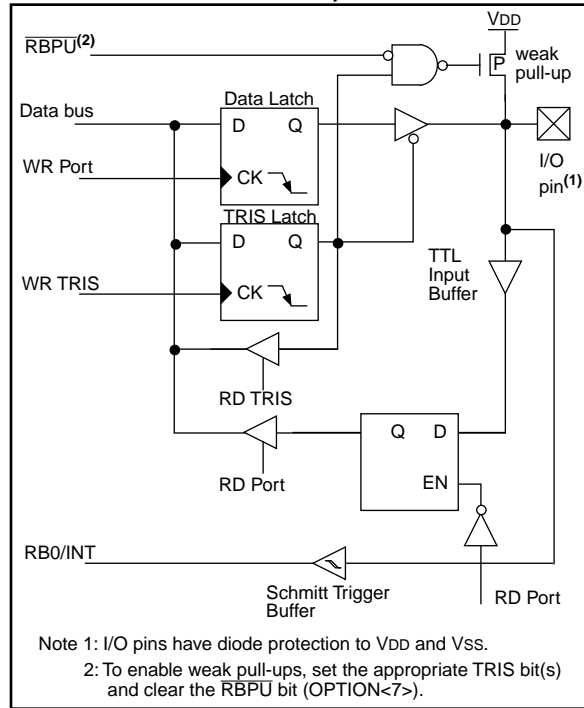 VDD
RBPU(2)
P
weak
pull-up
Data Latch
Data bus
D Q
WR Port
CK
I/O
pin(1)
TRIS Latch
D Q
TTL
Input
Buffer
WR TRIS
CK
RD TRIS
Q D
RD Port
EN
RB0/INT
Schmitt Trigger
Buffer
RD Port
Note 1: I/O pins have diode protection to VDD and VSS.
2: To enable weak pull-ups, set the appropriate TRIS bit(s)
and clear the RBPU bit (OPTION<7>).